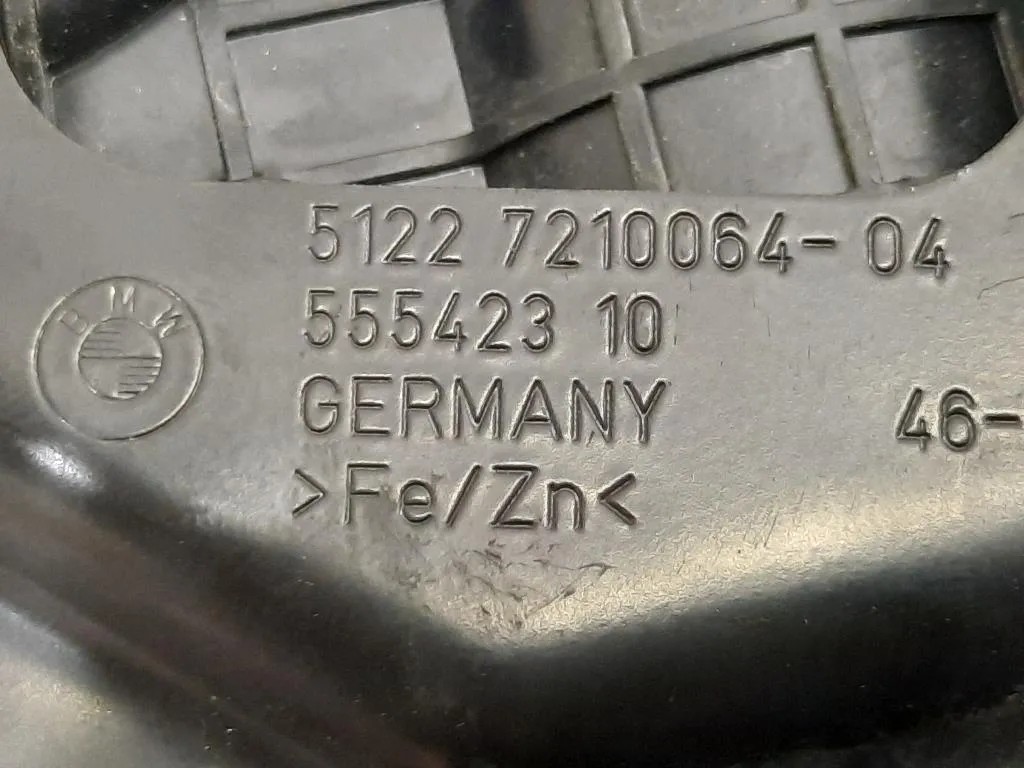 5122 7210064-04
555423 10
BMW
GERMANY
46-
>Fe/Zn<